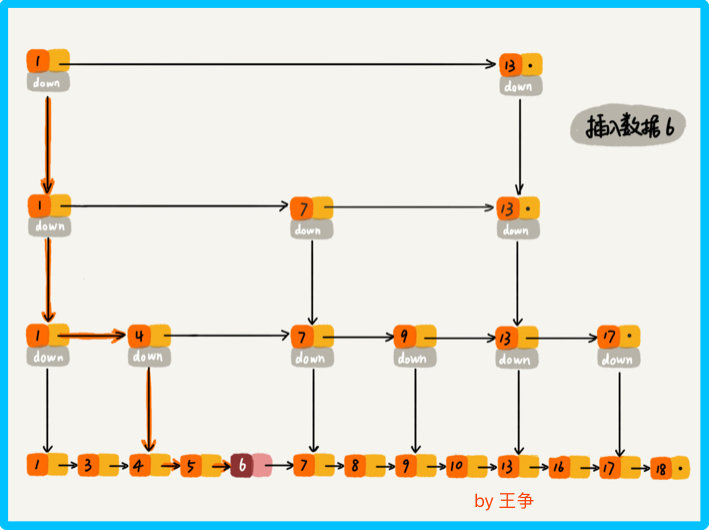 1 13
down down
插入数据6
1 7 13
down down down
1 4 7 9 13 17
down down down down down down
1 3 4 5 6 7 8 9 10 13 16 17 18
by 王争